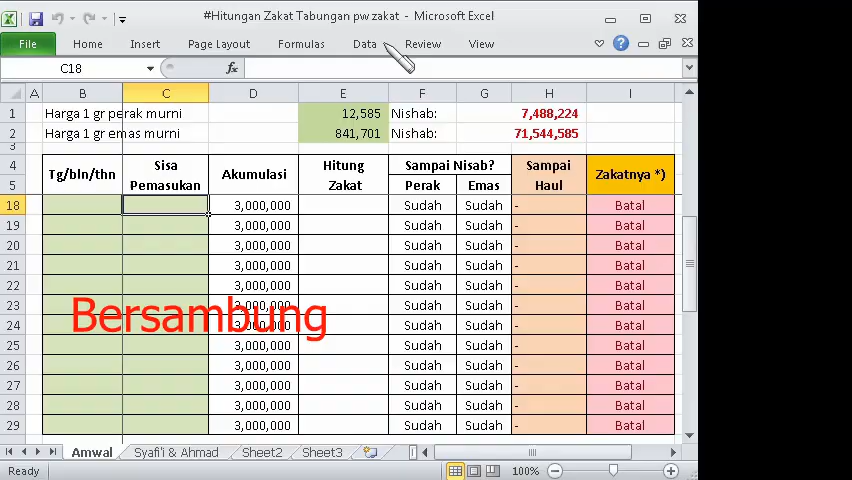 #Hitungan Zakat Tabungan pw zakat - Microsoft Excel
File Home Insert Page Layout Formulas Data Review View
C18 fx
A B C D E F G H I
1 Harga 1 gr perak murni 12,585 Nishab: 7,488,224
2 Harga 1 gr emas murni 841,701 Nishab: 71,544,585
3
4 Tg/bln/thn Sisa Akumulasi Hitung Sampai Nisab? Sampai Zakatnya *)
5 Pemasukan Zakat Perak Emas Haul
18 3,000,000 Sudah Sudah - Batal
19 3,000,000 Sudah Sudah - Batal
20 3,000,000 Sudah Sudah - Batal
21 3,000,000 Sudah Sudah - Batal
22 3,000,000 Sudah Sudah - Batal
23 3,000,000 Sudah Sudah - Batal
Bersambung
24 3,000,000 Sudah Sudah - Batal
25 3,000,000 Sudah Sudah - Batal
26 3,000,000 Sudah Sudah - Batal
27 3,000,000 Sudah Sudah - Batal
28 3,000,000 Sudah Sudah - Batal
29 3,000,000 Sudah Sudah - Batal
Amwal Syafi'i & Ahmad Sheet2 Sheet3
Ready 100%